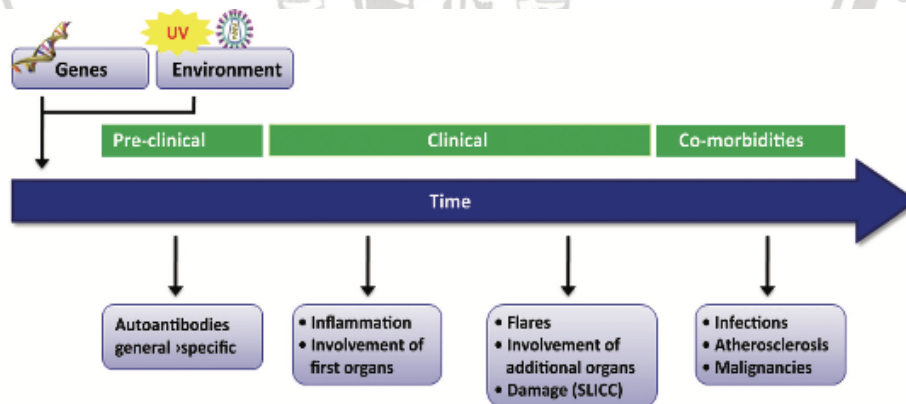 UV
Genes
Environment
Pre-clinical
Clinical
Co-morbidities
Time
Autoantibodies
general ›specific
• Inflammation
• Involvement of
first organs
• Flares
• Involvement of
additional organs
• Damage (SLICC)
• Infections
• Atherosclerosis
• Malignancies